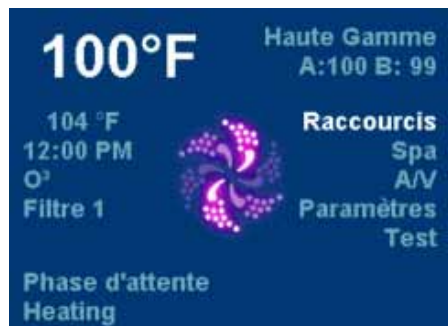 100°F
Haute Gamme
A:100 B: 99
104 °F
12:00 PM
O³
Filtre 1
Raccourcis
Spa
A/V
Paramètres
Test
Phase d'attente
Heating